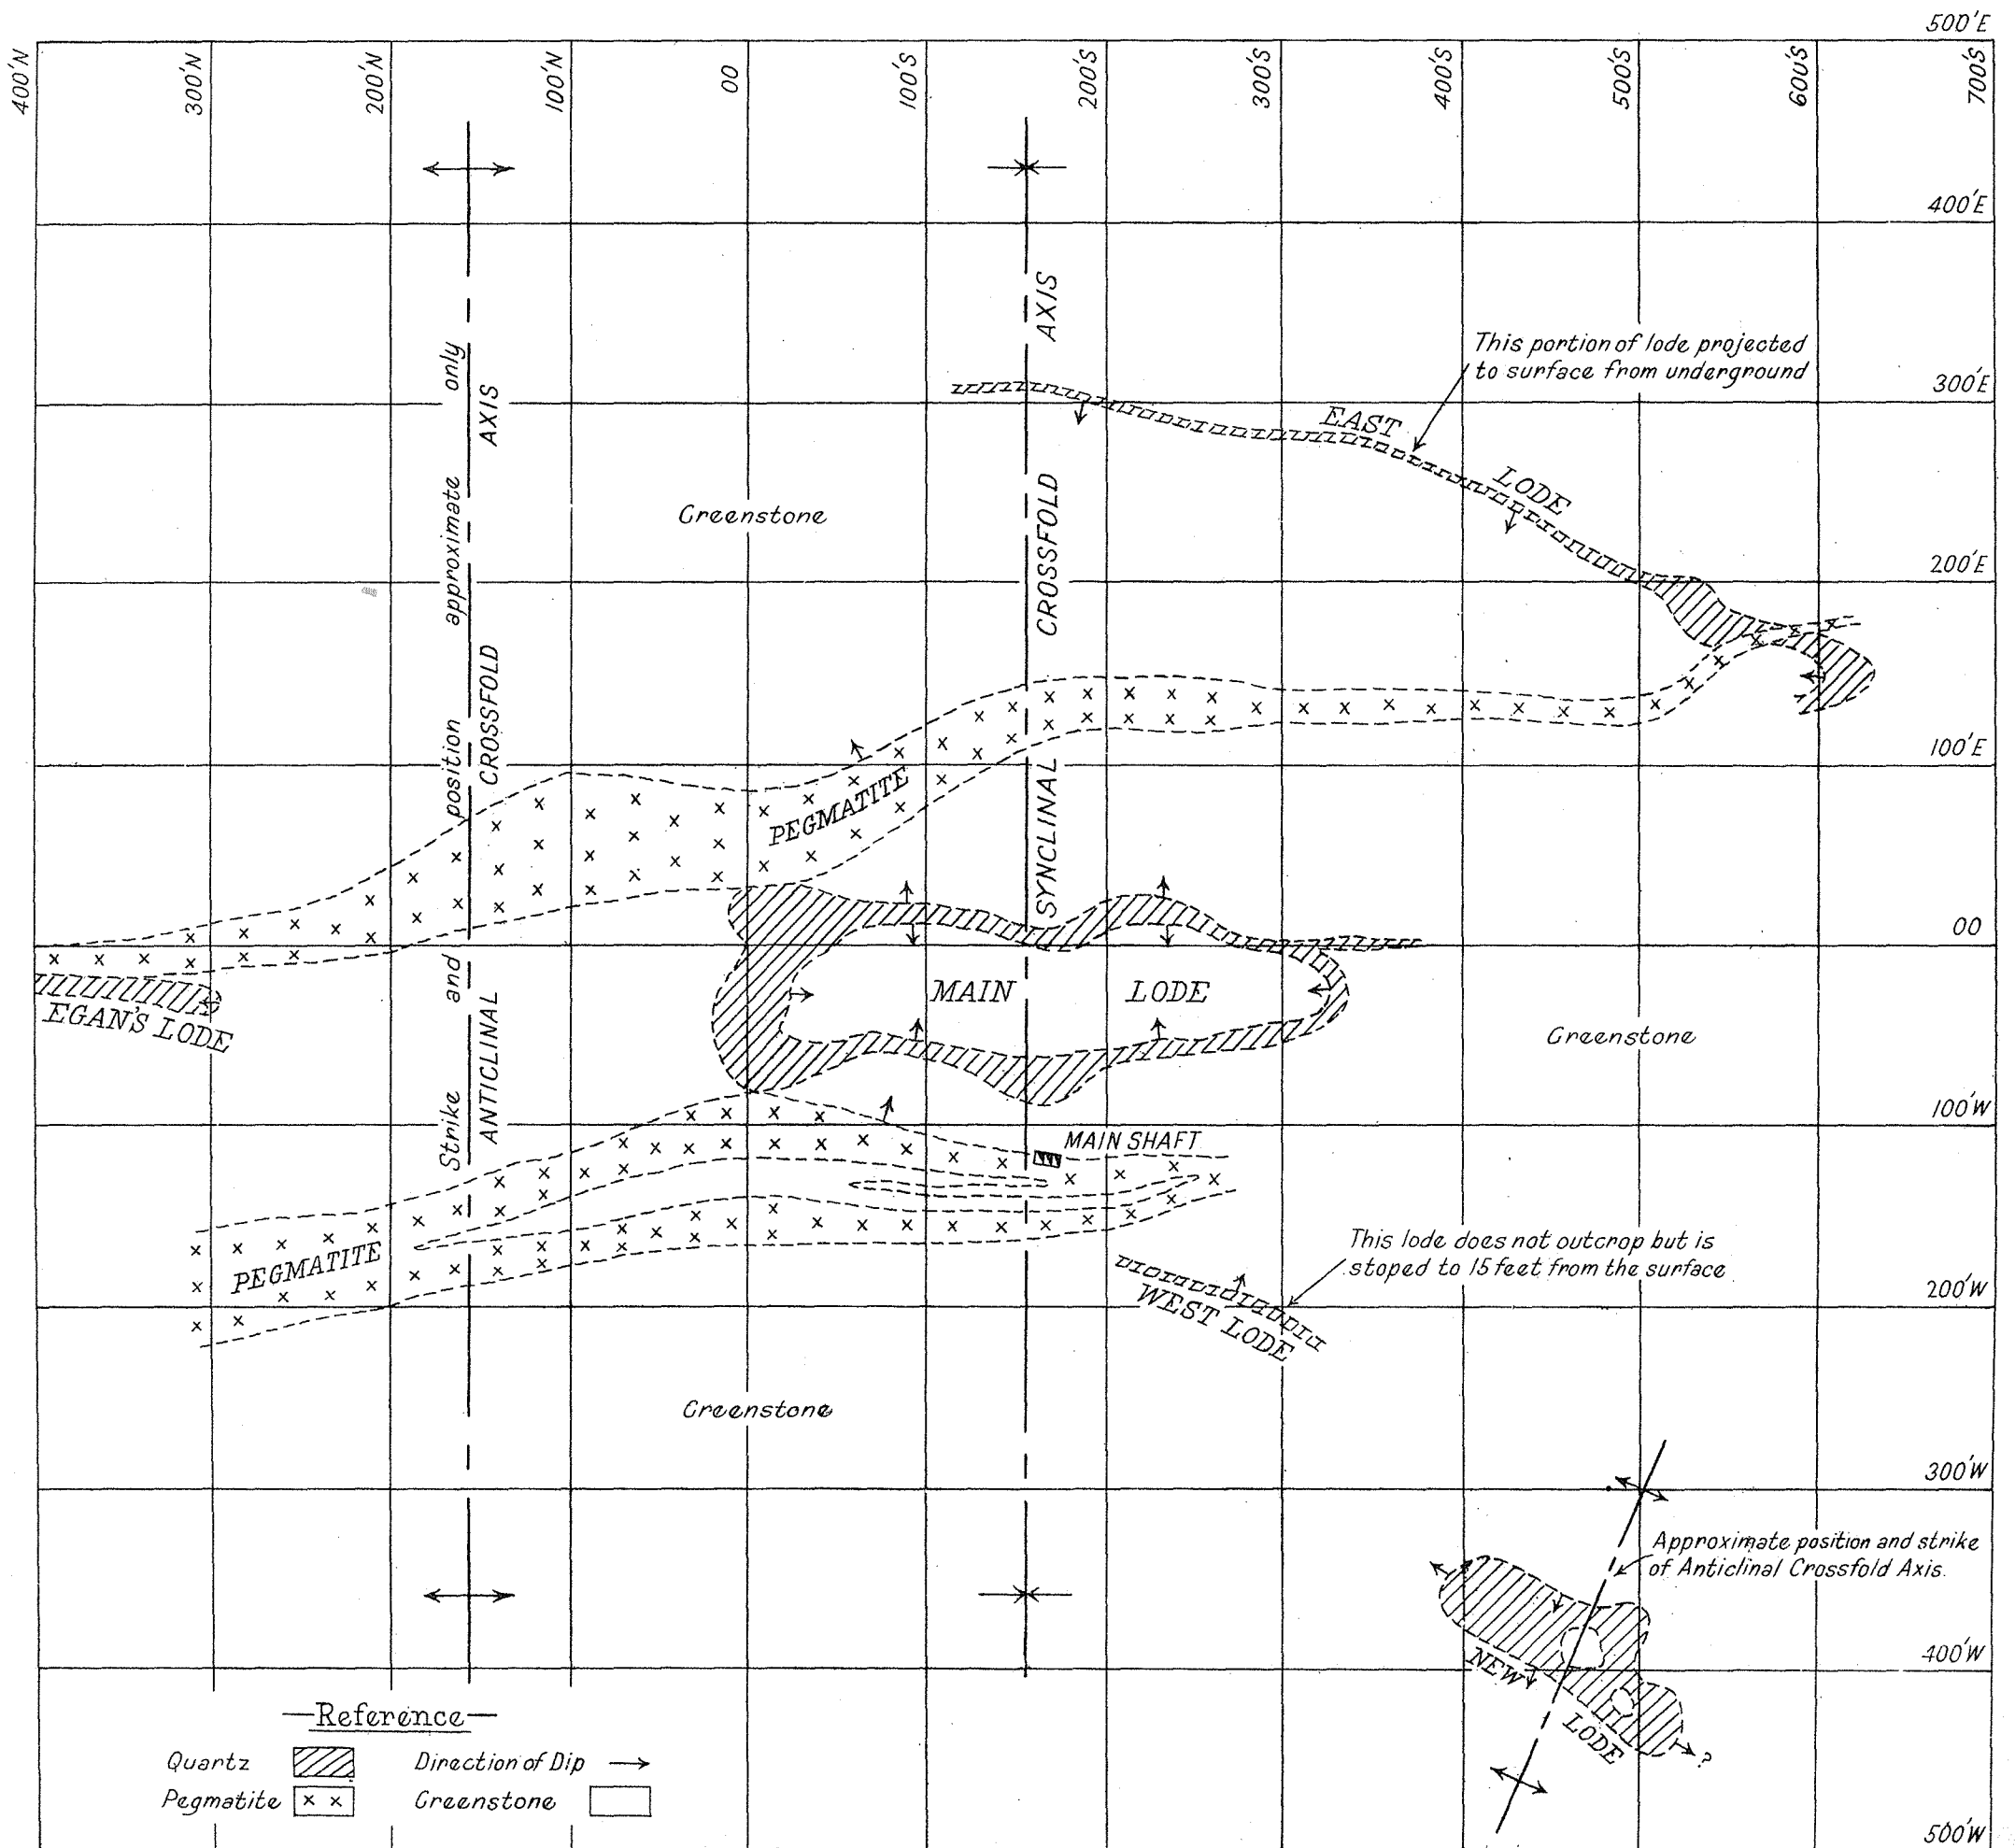 500'E
400'N
300'N
200'N
100'N
00
100'S
200'S
300'S
400'S
500'S
600'S
700'S
400'E
This portion of lode projected
to surface from underground
300'E
EAST LODE
Greenstone
200'E
100'E
Strike and position approximate only
ANTICLINAL CROSSFOLD AXIS
SYNCLINAL CROSSFOLD AXIS
PEGMATITE
00
EGAN'S LODE
MAIN LODE
Greenstone
100'W
MAIN SHAFT
PEGMATITE
This lode does not outcrop but is
stoped to 15 feet from the surface
200'W
WEST LODE
Greenstone
300'W
Approximate position and strike
of Anticlinal Crossfold Axis.
400'W
NEW LODE
?
—Reference—
Quartz
Direction of Dip
Pegmatite
Greenstone
500'W